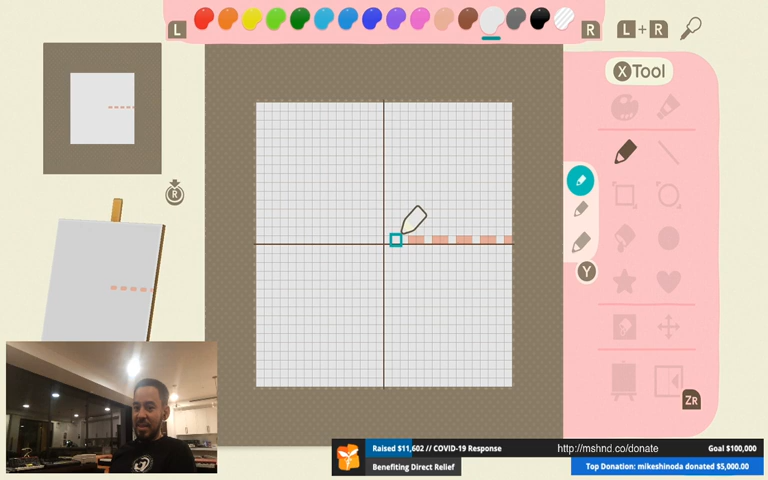 L
R
L + R
X Tool
R
Y
ZR
Raised $11,602 // COVID-19 Response
http://mshnd.co/donate
Goal $100,000
Benefiting Direct Relief
Top Donation: mikeshinoda donated $5,000.00